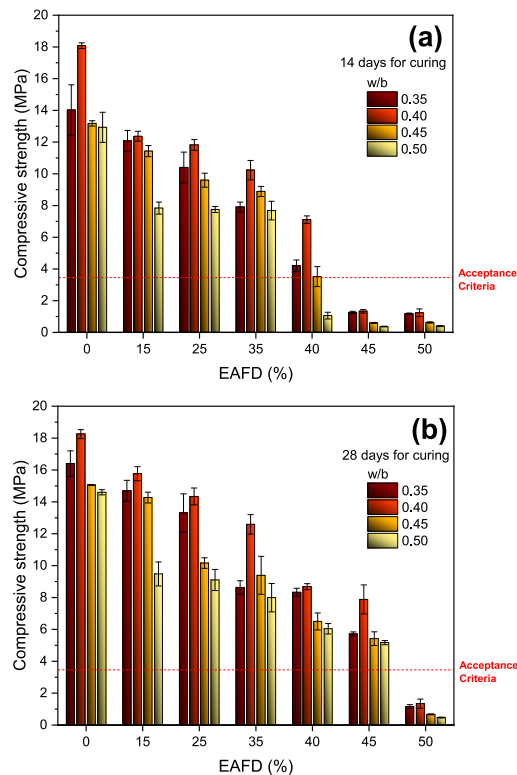 (a)
14 days for curing
w/b
0.35
0.40
0.45
0.50
Compressive strength (MPa)
20
18
16
14
12
10
8
6
4
2
0
Acceptance
Criteria
0 15 25 35 40 45 50
EAFD (%)
(b)
28 days for curing
w/b
0.35
0.40
0.45
0.50
Compressive strength (MPa)
20
18
16
14
12
10
8
6
4
2
0
Acceptance
Criteria
0 15 25 35 40 45 50
EAFD (%)